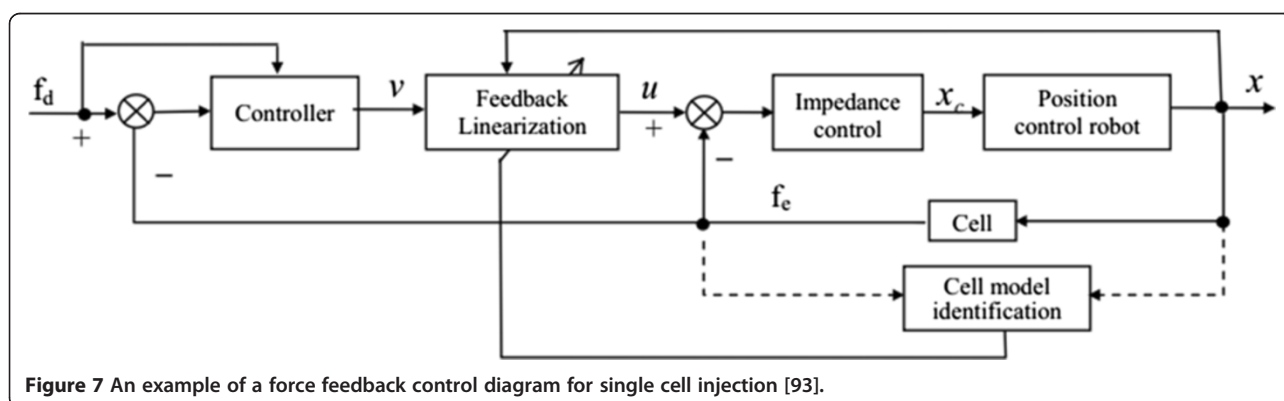 f_d
+
−
Controller
v
Feedback
Linearization
u
+
−
Impedance
control
x_c
Position
control robot
x
f_e
Cell
Cell model
identification
Figure 7 An example of a force feedback control diagram for single cell injection [93].